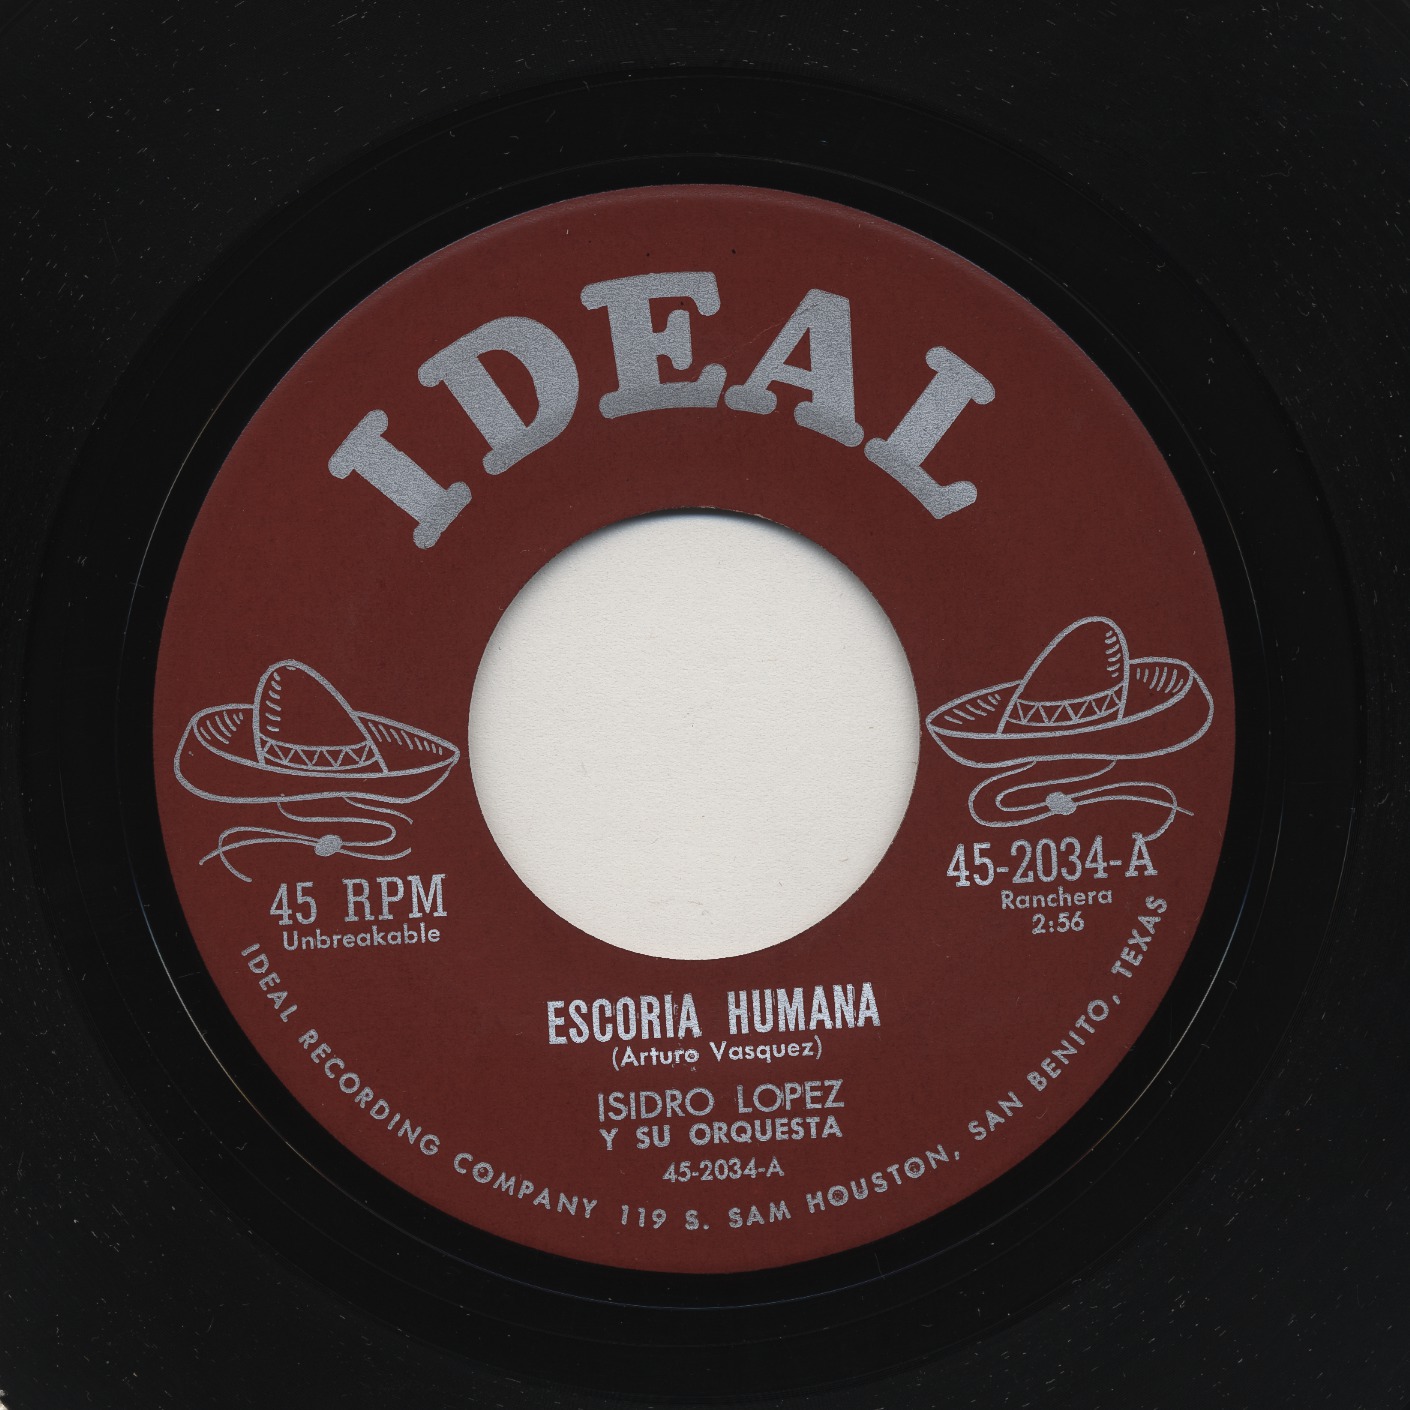 IDEAL
45 RPM
Unbreakable
45-2034-A
Ranchera
2:56
ESCORIA HUMANA
(Arturo Vasquez)
ISIDRO LOPEZ
Y SU ORQUESTA
45-2034-A
IDEAL RECORDING COMPANY 119 S. SAM HOUSTON, SAN BENITO, TEXAS